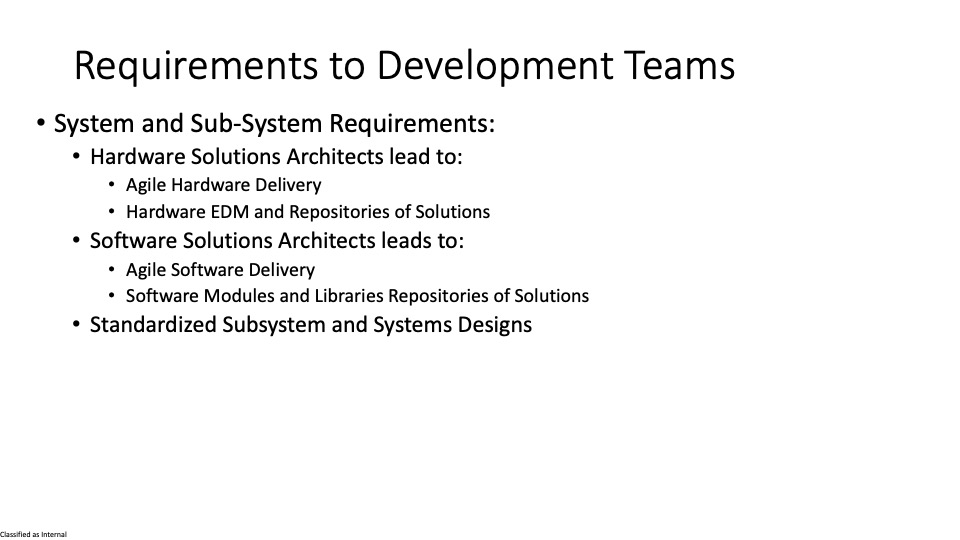 Requirements to Development Teams
• System and Sub-System Requirements:
• Hardware Solutions Architects lead to:
• Agile Hardware Delivery
• Hardware EDM and Repositories of Solutions
• Software Solutions Architects leads to:
• Agile Software Delivery
• Software Modules and Libraries Repositories of Solutions
• Standardized Subsystem and Systems Designs
Classified as Internal